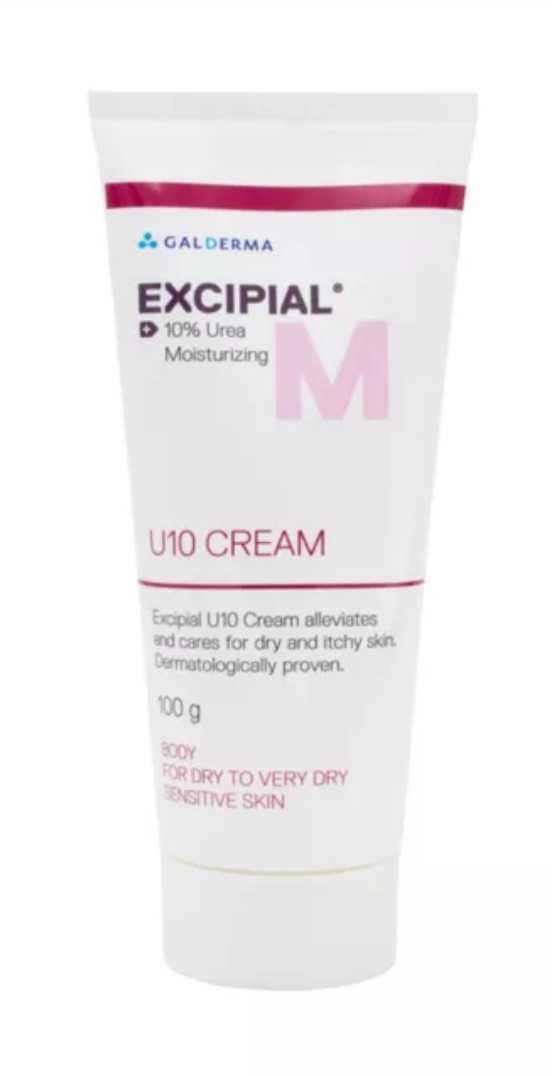 GALDERMA
EXCIPIAL®
10% Urea
Moisturizing
M
U10 CREAM
Excipial U10 Cream alleviates
and cares for dry and itchy skin.
Dermatologically proven.
100 g
BODY
FOR DRY TO VERY DRY
SENSITIVE SKIN